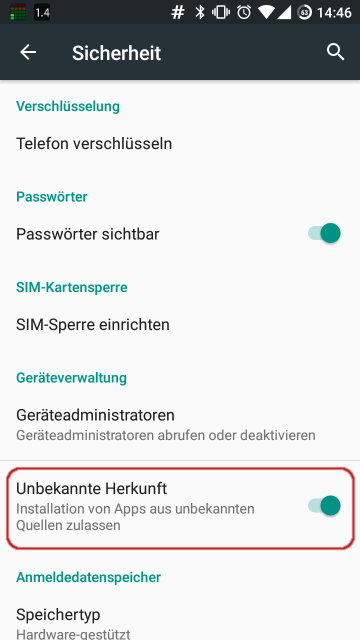 1.4 # 63 14:46
Sicherheit
Verschlüsselung
Telefon verschlüsseln
Passwörter
Passwörter sichtbar
SIM-Kartensperre
SIM-Sperre einrichten
Geräteverwaltung
Geräteadministratoren
Geräteadministratoren abrufen oder deaktivieren
Unbekannte Herkunft
Installation von Apps aus unbekannten
Quellen zulassen
Anmeldedatenspeicher
Speichertyp
Hardware-gestützt